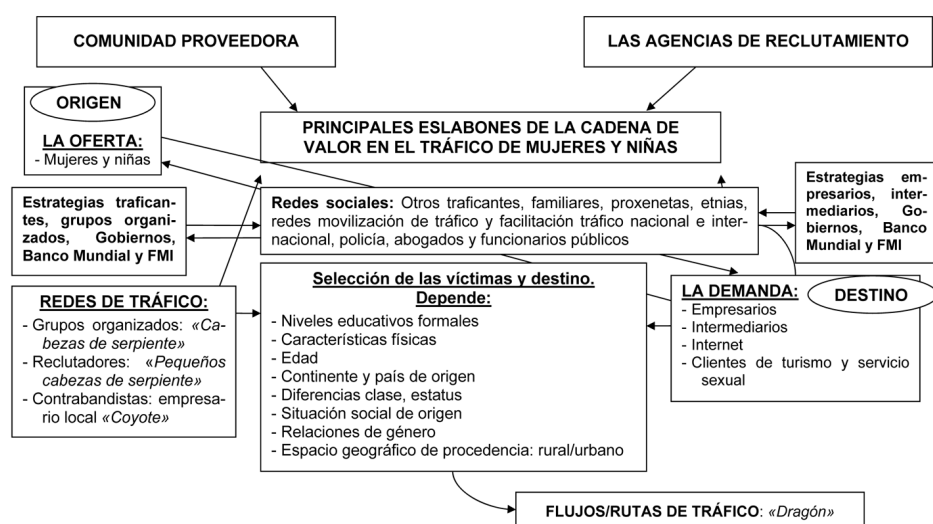 COMUNIDAD PROVEEDORA
LAS AGENCIAS DE RECLUTAMIENTO
ORIGEN
LA OFERTA:
- Mujeres y niñas
PRINCIPALES ESLABONES DE LA CADENA DE
VALOR EN EL TRÁFICO DE MUJERES Y NIÑAS
Estrategias trafican-
tes, grupos organi-
zados, Gobiernos,
Banco Mundial y FMI
Redes sociales: Otros traficantes, familiares, proxenetas, etnias,
redes movilización de tráfico y facilitación tráfico nacional e inter-
nacional, policía, abogados y funcionarios públicos
Estrategias em-
presarios, inter-
mediarios, Go-
biernos, Banco
Mundial y FMI
REDES DE TRÁFICO:
- Grupos organizados: «Ca-
bezas de serpiente»
- Reclutadores: «Pequeños
cabezas de serpiente»
- Contrabandistas: empresa-
rio local «Coyote»
Selección de las víctimas y destino.
Depende:
- Niveles educativos formales
- Características físicas
- Edad
- Continente y país de origen
- Diferencias clase, estatus
- Situación social de origen
- Relaciones de género
- Espacio geográfico de procedencia: rural/urbano
LA DEMANDA:
DESTINO
- Empresarios
- Intermediarios
- Internet
- Clientes de turismo y servicio
sexual
FLUJOS/RUTAS DE TRÁFICO: «Dragón»